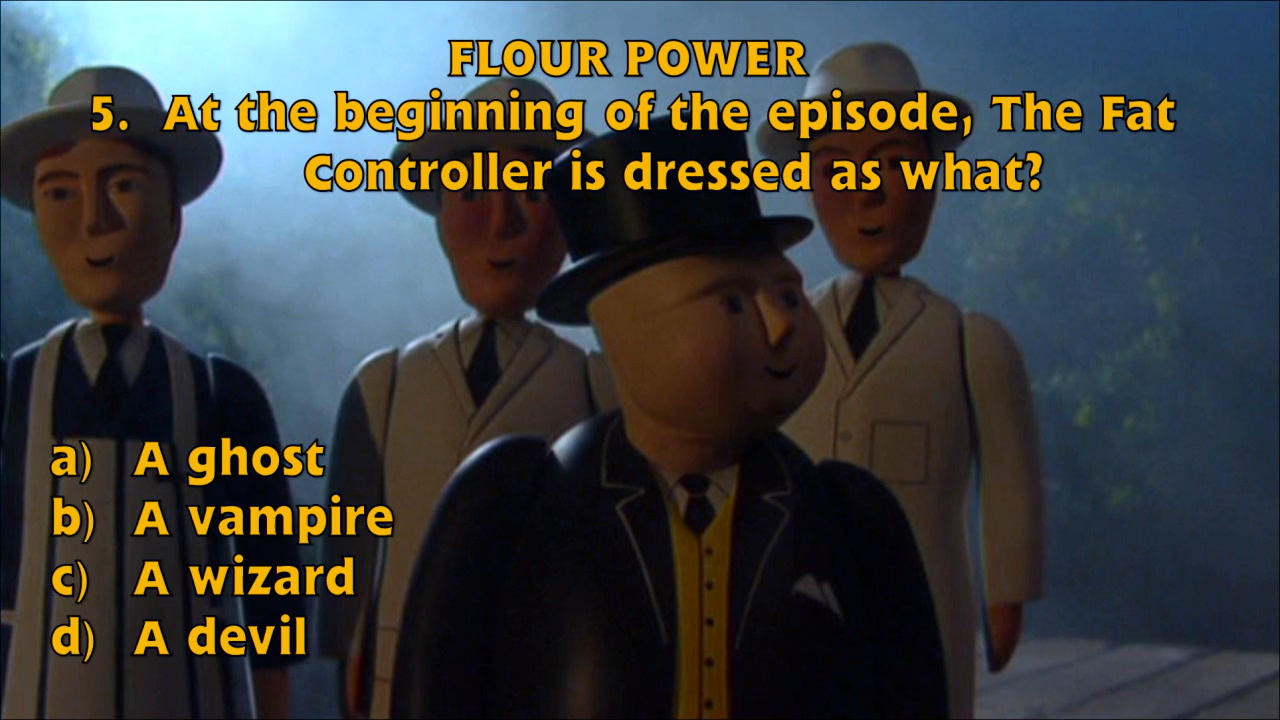 FLOUR POWER
5. At the beginning of the episode, The Fat
Controller is dressed as what?
a) A ghost
b) A vampire
c) A wizard
d) A devil